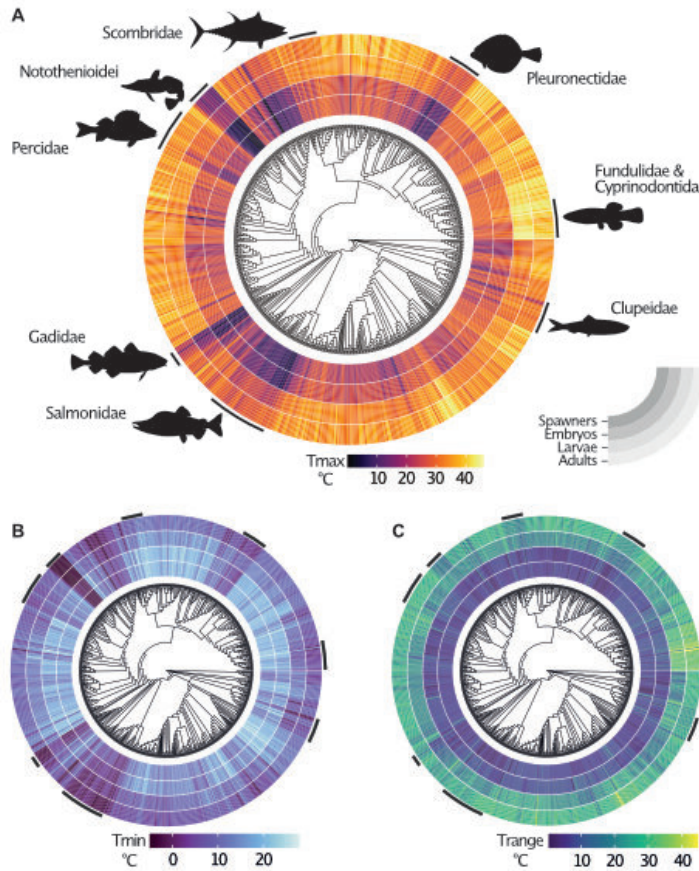 A
Scombridae
Notothenioidei
Pleuronectidae
Percidae
Fundulidae &
Cyprinodontida
Clupeidae
Gadidae
Salmonidae
Spawners
Embryos
Larvae
Adults
Tmax
°C
10 20 30 40
B
C
Tmin
°C
0 10 20
Trange
°C
10 20 30 40